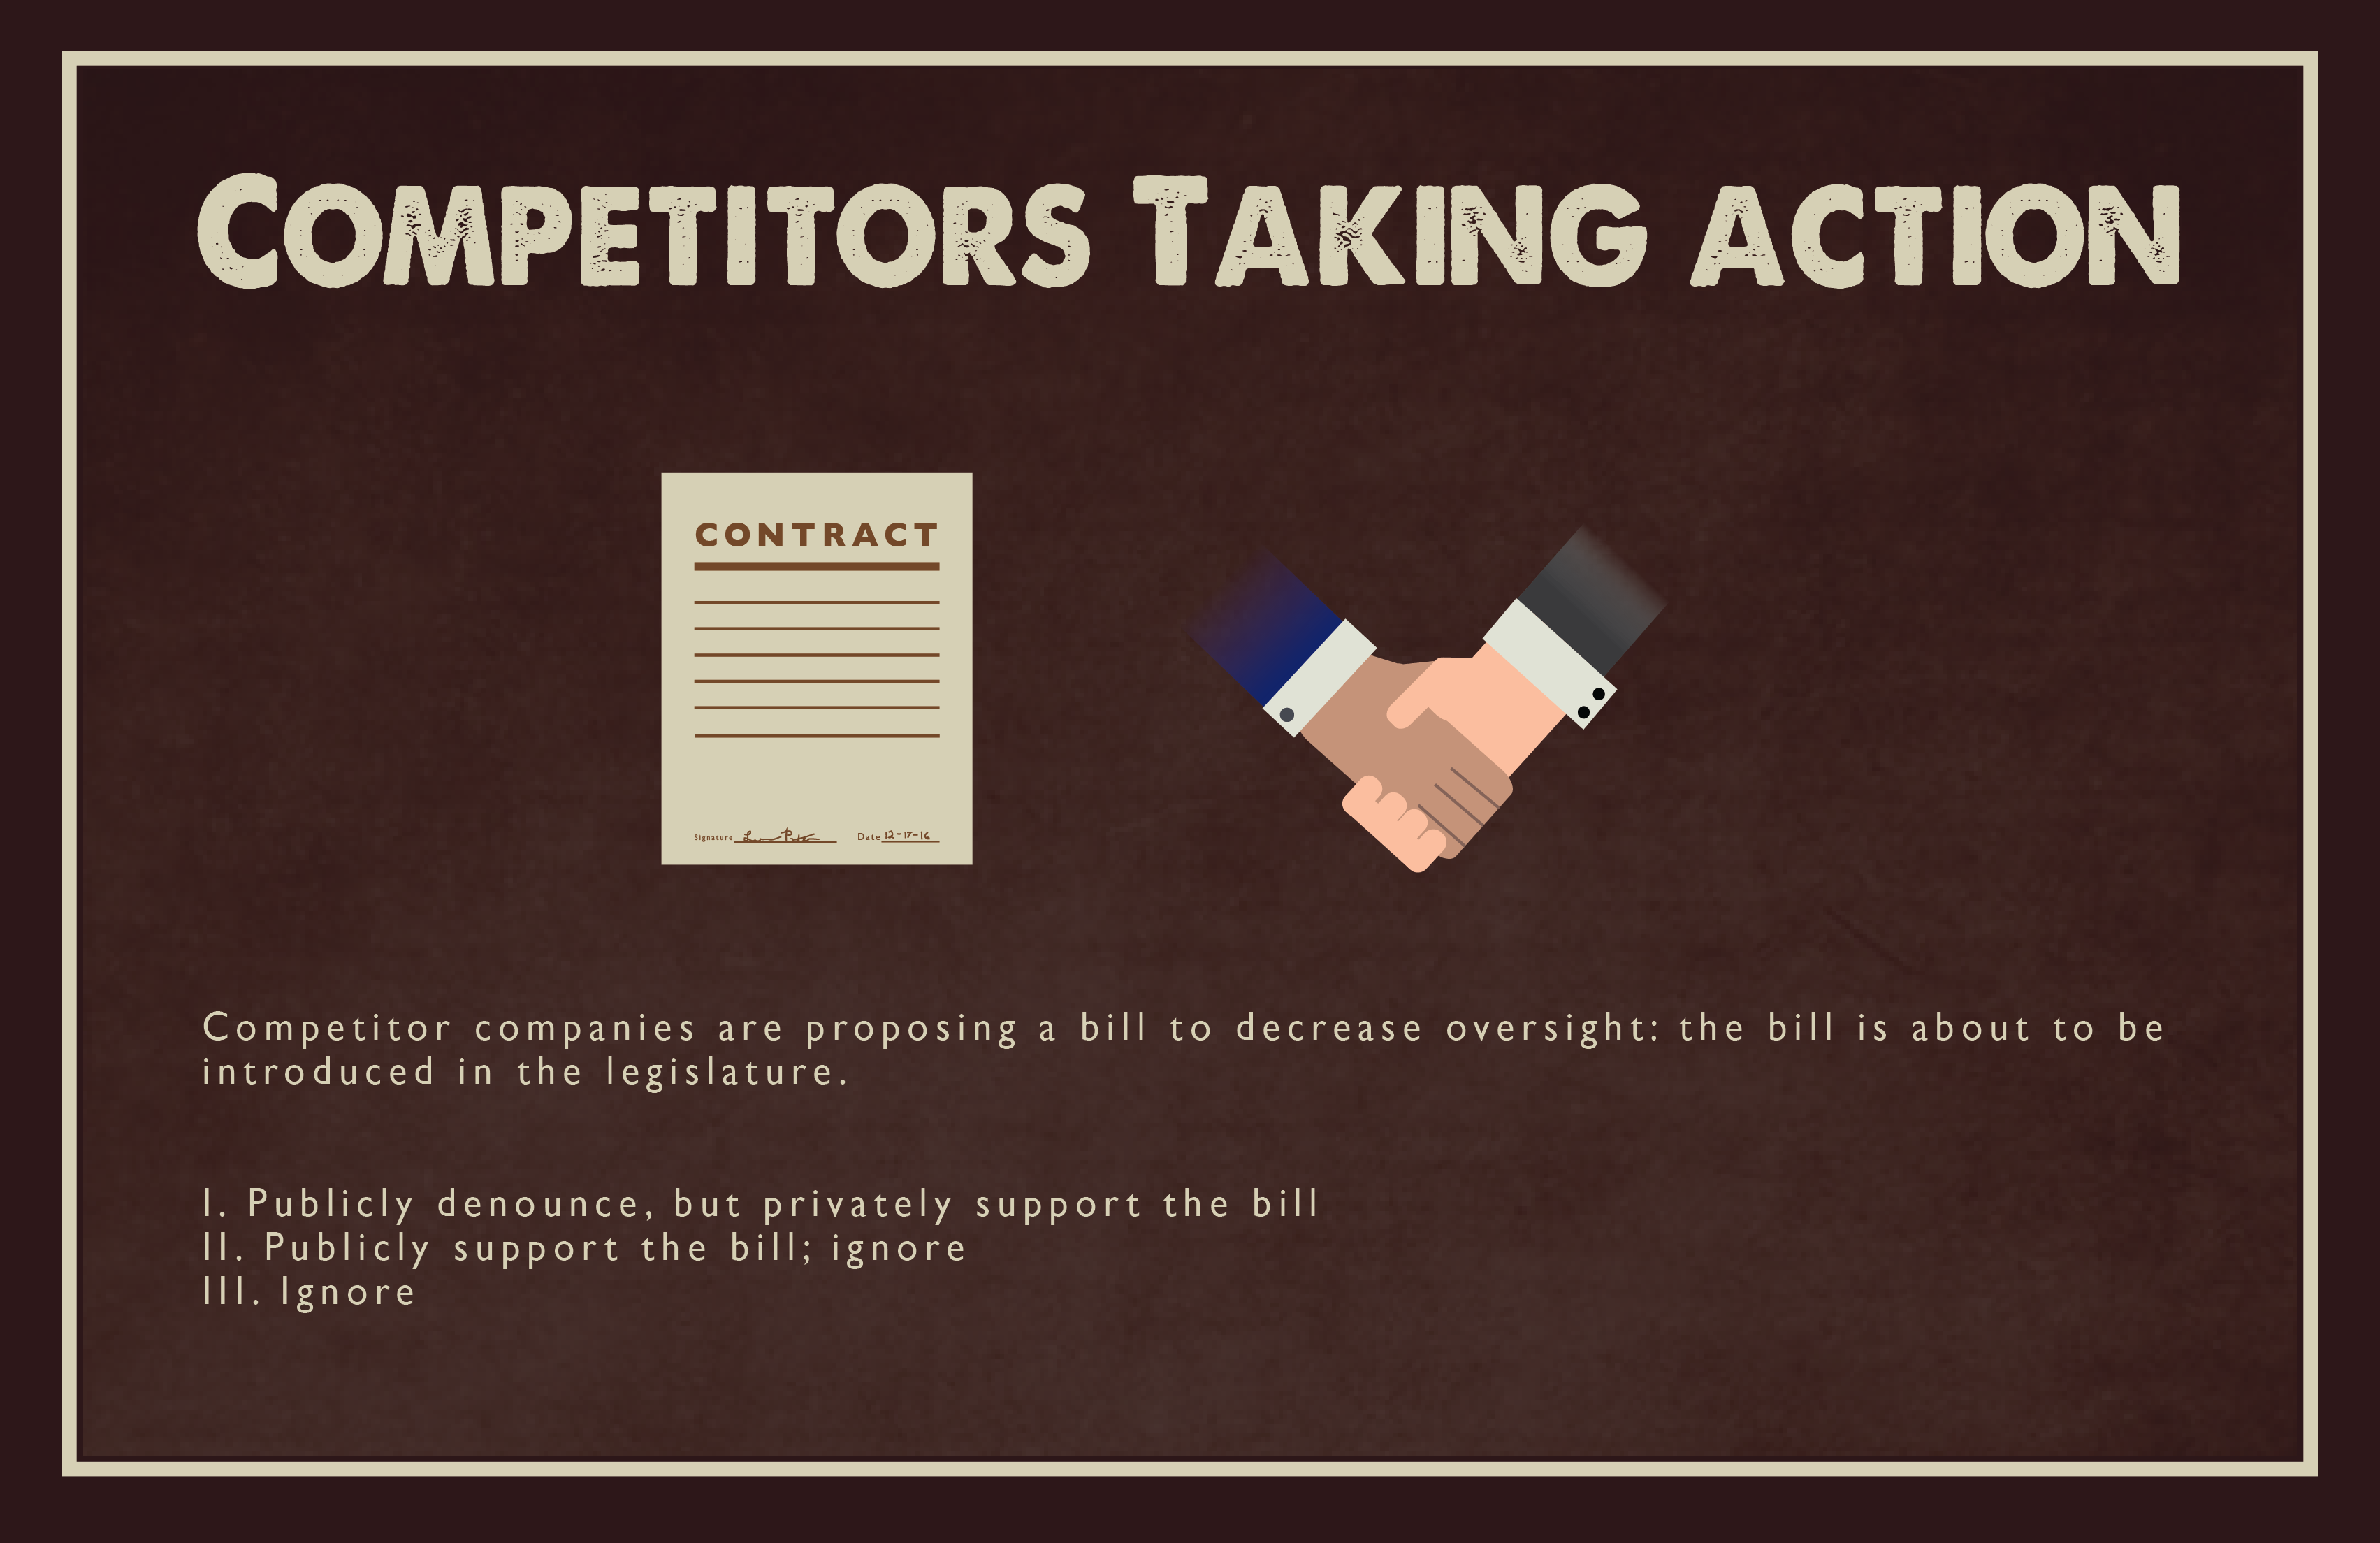 Competitors Taking Action
CONTRACT
Signature Date 12-17-16
Competitor companies are proposing a bill to decrease oversight: the bill is about to be
introduced in the legislature.
I. Publicly denounce, but privately support the bill
II. Publicly support the bill; ignore
III. Ignore